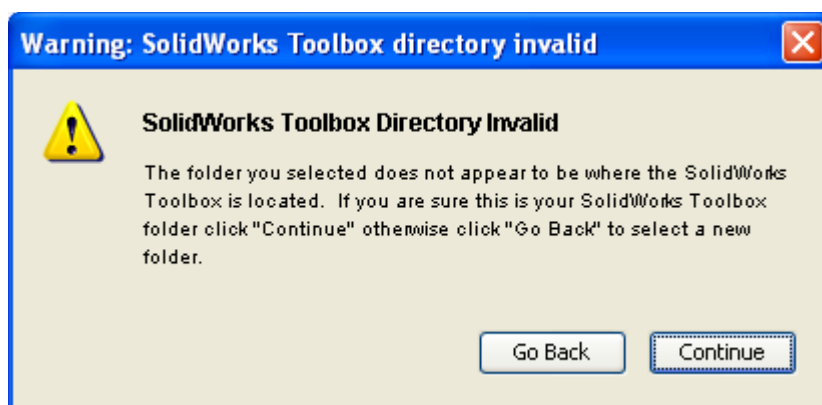 Warning: SolidWorks Toolbox directory invalid
SolidWorks Toolbox Directory Invalid
The folder you selected does not appear to be where the SolidWorks
Toolbox is located.  If you are sure this is your SolidWorks Toolbox
folder click "Continue" otherwise click "Go Back" to select a new
folder.
Go Back Continue